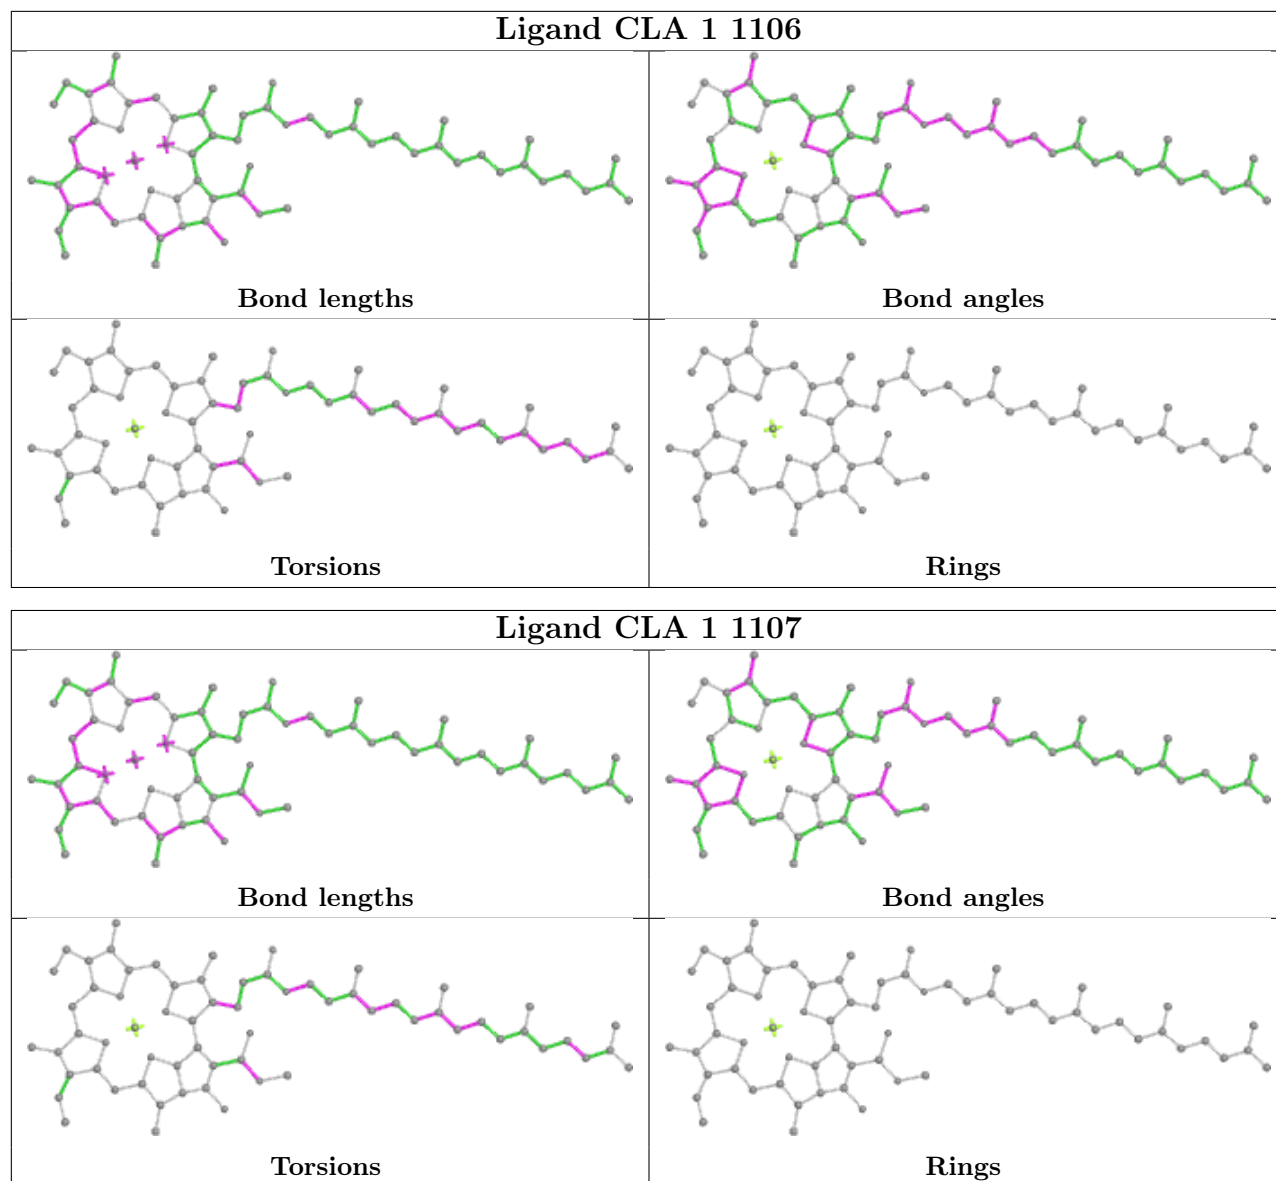 Ligand CLA 1 1106
Bond lengths
Bond angles
Torsions
Rings
Ligand CLA 1 1107
Bond lengths
Bond angles
Torsions
Rings